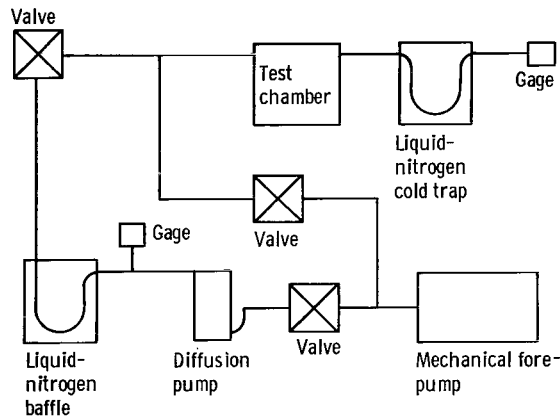 Valve
Test
chamber
Gage
Liquid-
nitrogen
cold trap
Valve
Gage
Liquid-
nitrogen
baffle
Diffusion
pump
Valve
Mechanical fore-
pump